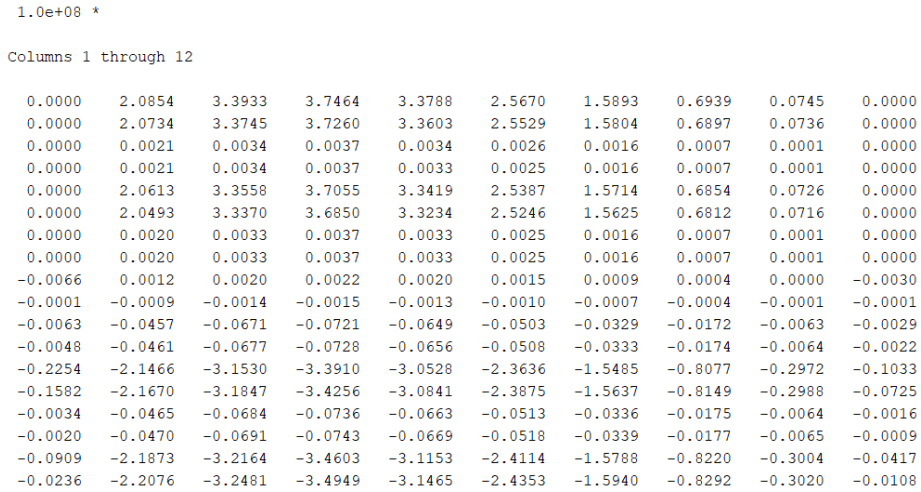 1.0e+08 *
Columns 1 through 12
0.0000 2.0854 3.3933 3.7464 3.3788 2.5670 1.5893 0.6939 0.0745 0.0000
0.0000 2.0734 3.3745 3.7260 3.3603 2.5529 1.5804 0.6897 0.0736 0.0000
0.0000 0.0021 0.0034 0.0037 0.0034 0.0026 0.0016 0.0007 0.0001 0.0000
0.0000 0.0021 0.0034 0.0037 0.0033 0.0025 0.0016 0.0007 0.0001 0.0000
0.0000 2.0613 3.3558 3.7055 3.3419 2.5387 1.5714 0.6854 0.0726 0.0000
0.0000 2.0493 3.3370 3.6850 3.3234 2.5246 1.5625 0.6812 0.0716 0.0000
0.0000 0.0020 0.0033 0.0037 0.0033 0.0025 0.0016 0.0007 0.0001 0.0000
0.0000 0.0020 0.0033 0.0037 0.0033 0.0025 0.0016 0.0007 0.0001 0.0000
-0.0066 0.0012 0.0020 0.0022 0.0020 0.0015 0.0009 0.0004 0.0000 -0.0030
-0.0001 -0.0009 -0.0014 -0.0015 -0.0013 -0.0010 -0.0007 -0.0004 -0.0001 -0.0001
-0.0063 -0.0457 -0.0671 -0.0721 -0.0649 -0.0503 -0.0329 -0.0172 -0.0063 -0.0029
-0.0048 -0.0461 -0.0677 -0.0728 -0.0656 -0.0508 -0.0333 -0.0174 -0.0064 -0.0022
-0.2254 -2.1466 -3.1530 -3.3910 -3.0528 -2.3636 -1.5485 -0.8077 -0.2972 -0.1033
-0.1582 -2.1670 -3.1847 -3.4256 -3.0841 -2.3875 -1.5637 -0.8149 -0.2988 -0.0725
-0.0034 -0.0465 -0.0684 -0.0736 -0.0663 -0.0513 -0.0336 -0.0175 -0.0064 -0.0016
-0.0020 -0.0470 -0.0691 -0.0743 -0.0669 -0.0518 -0.0339 -0.0177 -0.0065 -0.0009
-0.0909 -2.1873 -3.2164 -3.4603 -3.1153 -2.4114 -1.5788 -0.8220 -0.3004 -0.0417
-0.0236 -2.2076 -3.2481 -3.4949 -3.1465 -2.4353 -1.5940 -0.8292 -0.3020 -0.0108